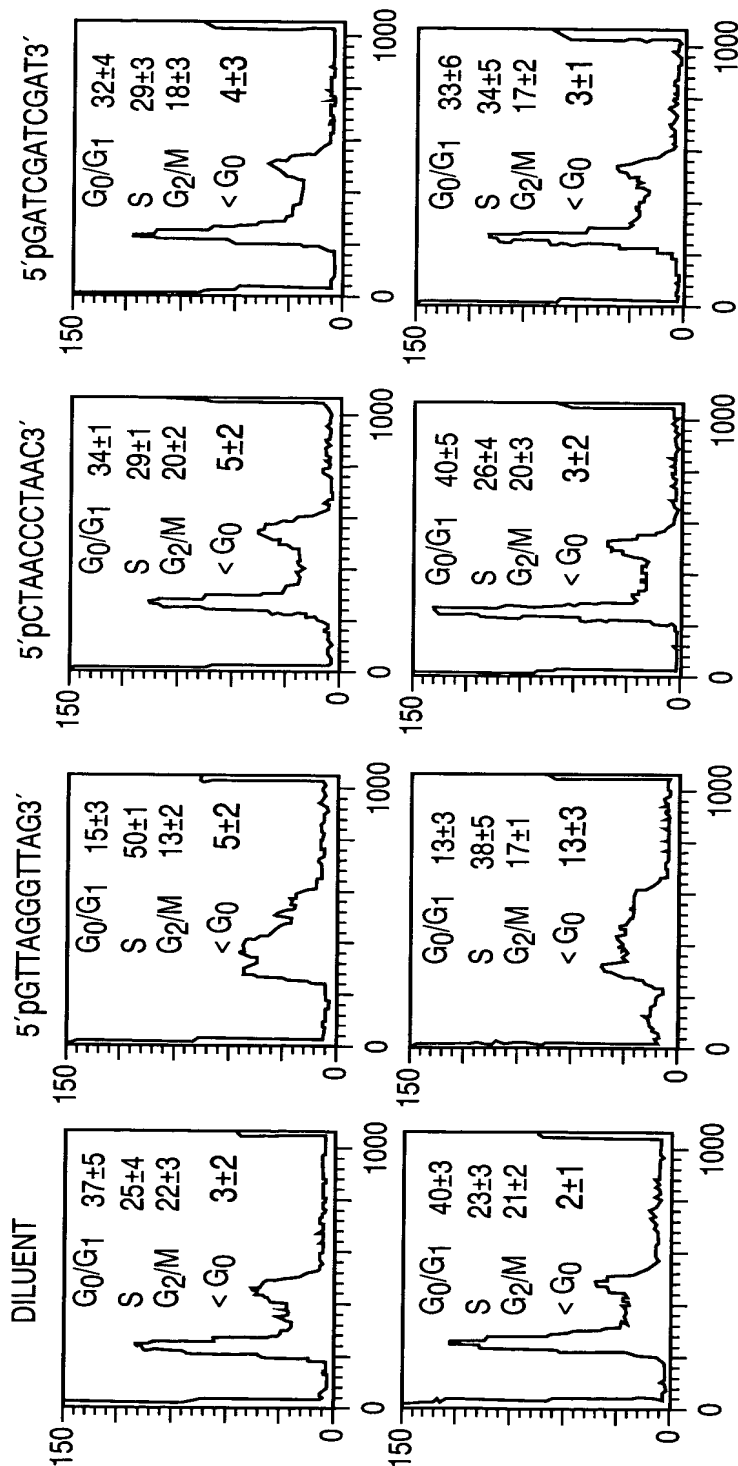 DILUENT
5´pGTTAGGGTTAG3´
5´pCTAACCCTAAC3´
5´pGATCGATCGAT3´
150
G0/G1 37±5
S 25±4
G2/M 22±3
< G0 3±2
0
0 1000
150
G0/G1 15±3
S 50±1
G2/M 13±2
< G0 5±2
0
0 1000
150
G0/G1 34±1
S 29±1
G2/M 20±2
< G0 5±2
0
0 1000
150
G0/G1 32±4
S 29±3
G2/M 18±3
< G0 4±3
0
0 1000
150
G0/G1 40±3
S 23±3
G2/M 21±2
< G0 2±1
0
0 1000
150
G0/G1 13±3
S 38±5
G2/M 17±1
< G0 13±3
0
0 1000
150
G0/G1 40±5
S 26±4
G2/M 20±3
< G0 3±2
0
0 1000
150
G0/G1 33±6
S 34±5
G2/M 17±2
< G0 3±1
0
0 1000